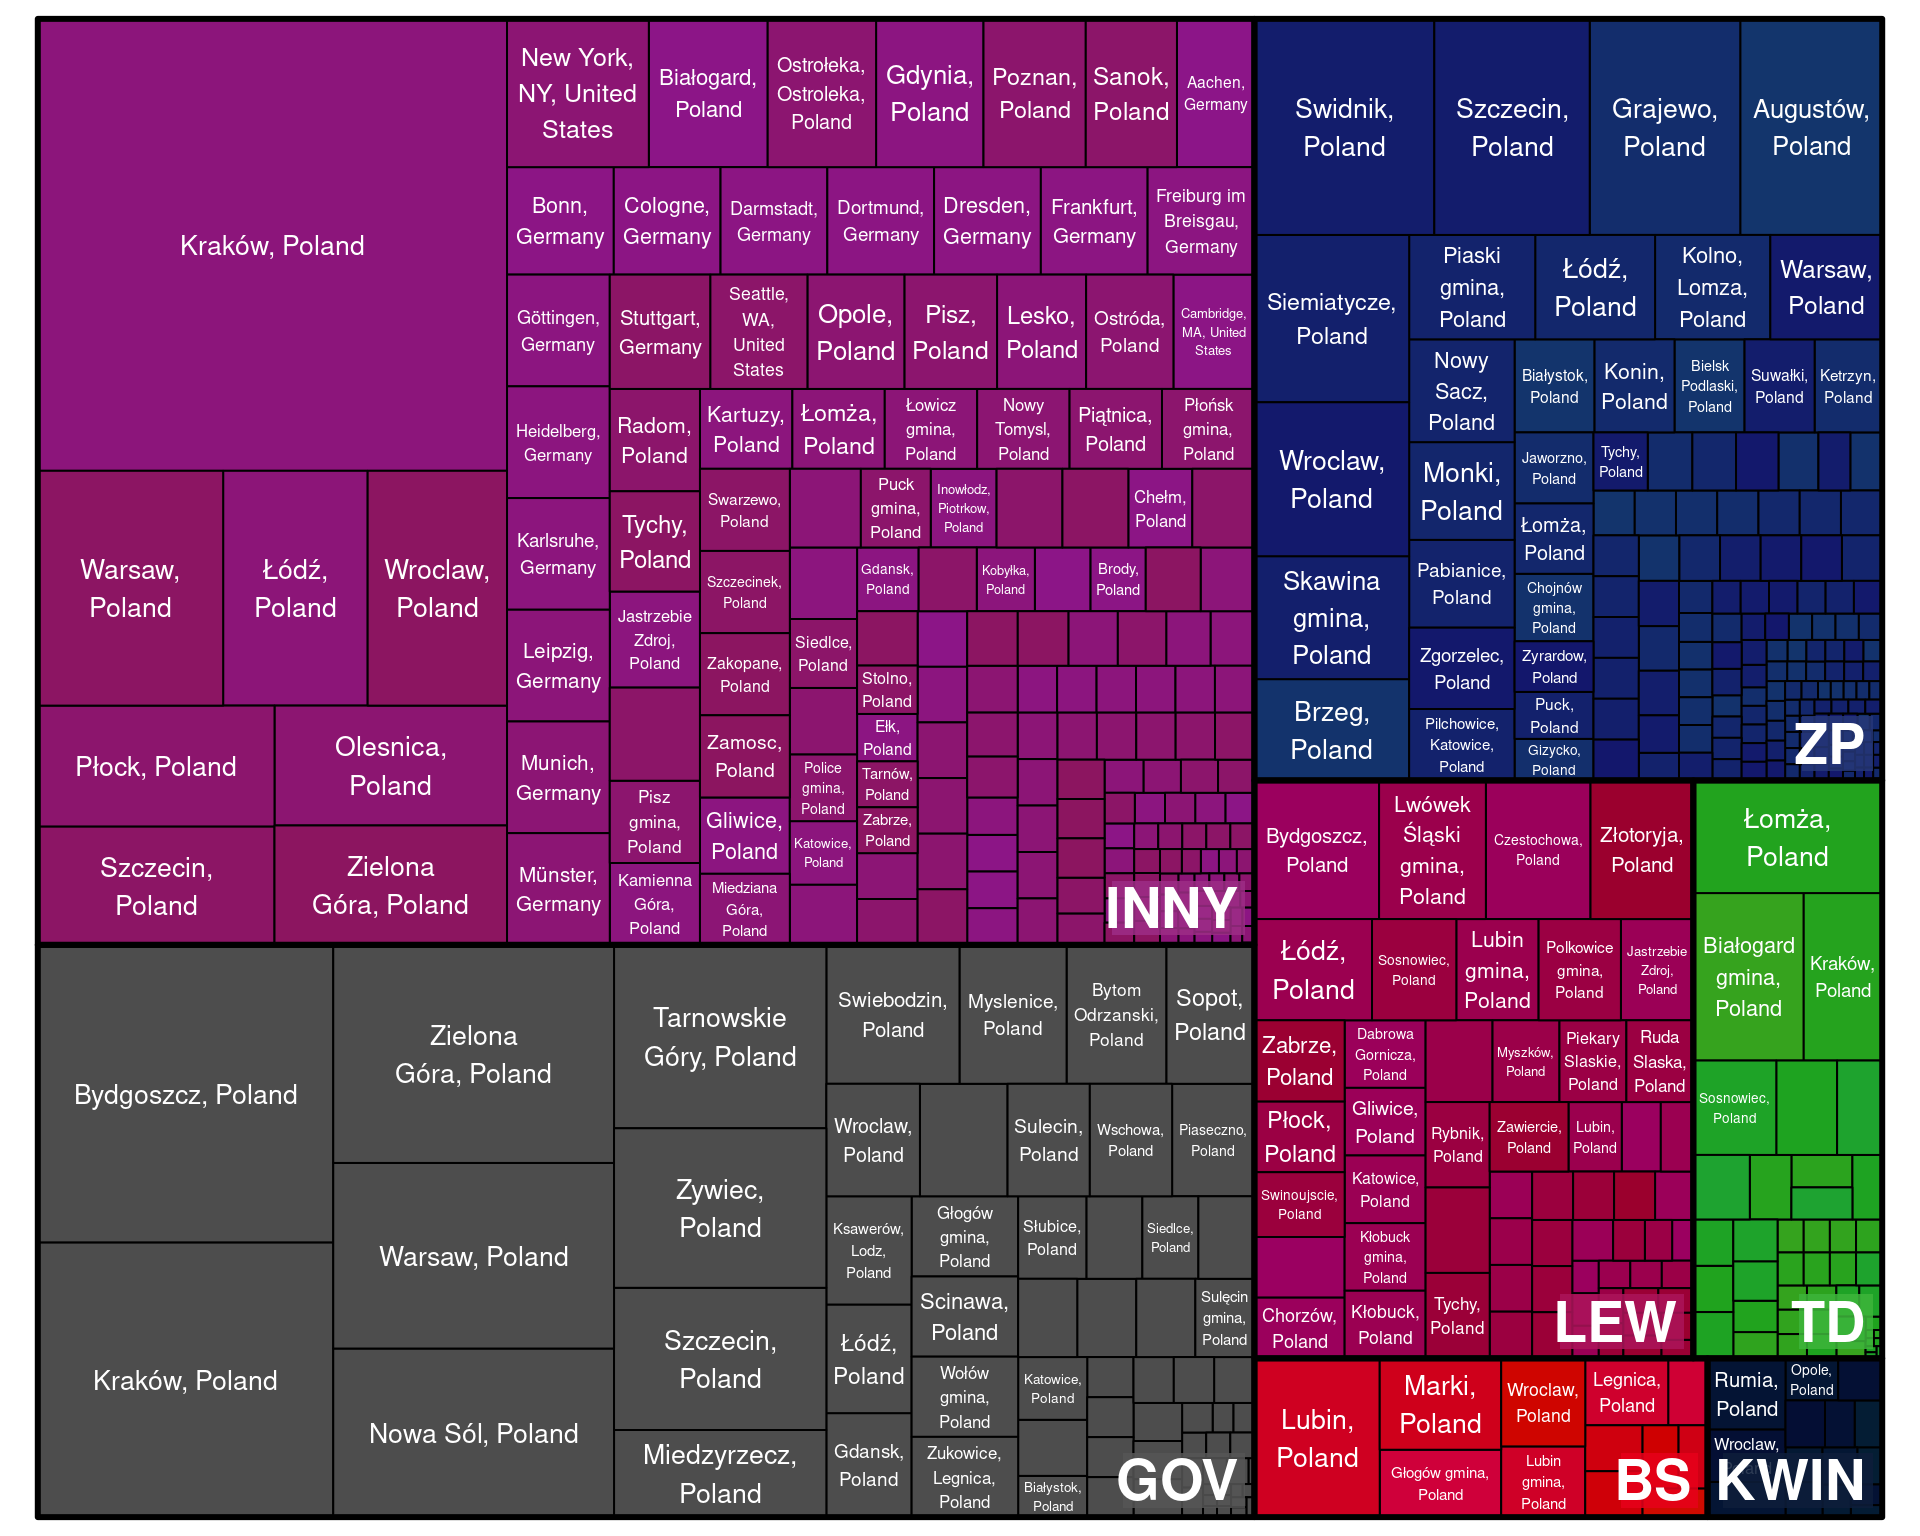 Kraków, Poland
New York,
NY, United
States
Białogard,
Poland
Ostrołeka,
Ostroleka,
Poland
Gdynia,
Poland
Poznan,
Poland
Sanok,
Poland
Aachen,
Germany
Bonn,
Germany
Cologne,
Germany
Darmstadt,
Germany
Dortmund,
Germany
Dresden,
Germany
Frankfurt,
Germany
Freiburg im
Breisgau,
Germany
Göttingen,
Germany
Stuttgart,
Germany
Seattle,
WA,
United
States
Opole,
Poland
Pisz,
Poland
Lesko,
Poland
Ostróda,
Poland
Cambridge,
MA, United
States
Heidelberg,
Germany
Radom,
Poland
Kartuzy,
Poland
Łomża,
Poland
Łowicz
gmina,
Poland
Nowy
Tomysl,
Poland
Piątnica,
Poland
Płońsk
gmina,
Poland
Warsaw,
Poland
Łódź,
Poland
Wroclaw,
Poland
Karlsruhe,
Germany
Tychy,
Poland
Swarzewo,
Poland
Puck
gmina,
Poland
Inowłodz,
Piotrkow,
Poland
Chełm,
Poland
Szczecinek,
Poland
Gdansk,
Poland
Kobyłka,
Poland
Brody,
Poland
Leipzig,
Germany
Jastrzebie
Zdroj,
Poland
Zakopane,
Poland
Siedlce,
Poland
Stolno,
Poland
Płock, Poland
Olesnica,
Poland
Munich,
Germany
Zamosc,
Poland
Ełk,
Poland
Police
gmina,
Poland
Tarnów,
Poland
Szczecin,
Poland
Zielona
Góra, Poland
Münster,
Germany
Pisz
gmina,
Poland
Gliwice,
Poland
Katowice,
Poland
Zabrze,
Poland
Kamienna
Góra,
Poland
Miedziana
Góra,
Poland
INNY
Swidnik,
Poland
Szczecin,
Poland
Grajewo,
Poland
Augustów,
Poland
Siemiatycze,
Poland
Piaski
gmina,
Poland
Łódź,
Poland
Kolno,
Lomza,
Poland
Warsaw,
Poland
Nowy
Sacz,
Poland
Białystok,
Poland
Konin,
Poland
Bielsk
Podlaski,
Poland
Suwałki,
Poland
Ketrzyn,
Poland
Wroclaw,
Poland
Monki,
Poland
Jaworzno,
Poland
Tychy,
Poland
Łomża,
Poland
Skawina
gmina,
Poland
Pabianice,
Poland
Chojnów
gmina,
Poland
Zgorzelec,
Poland
Zyrardow,
Poland
Brzeg,
Poland
Pilchowice,
Katowice,
Poland
Puck,
Poland
Gizycko,
Poland
ZP
Bydgoszcz, Poland
Kraków, Poland
Zielona
Góra, Poland
Warsaw, Poland
Nowa Sól, Poland
Tarnowskie
Góry, Poland
Zywiec,
Poland
Szczecin,
Poland
Miedzyrzecz,
Poland
Swiebodzin,
Poland
Myslenice,
Poland
Bytom
Odrzanski,
Poland
Sopot,
Poland
Wroclaw,
Poland
Sulecin,
Poland
Wschowa,
Poland
Piaseczno,
Poland
Ksawerów,
Lodz,
Poland
Głogów
gmina,
Poland
Słubice,
Poland
Siedlce,
Poland
Łódź,
Poland
Scinawa,
Poland
Sulęcin
gmina,
Poland
Gdansk,
Poland
Wołów
gmina,
Poland
Katowice,
Poland
Zukowice,
Legnica,
Poland
Białystok,
Poland
GOV
Bydgoszcz,
Poland
Lwówek
Śląski
gmina,
Poland
Czestochowa,
Poland
Złotoryja,
Poland
Łódź,
Poland
Sosnowiec,
Poland
Lubin
gmina,
Poland
Polkowice
gmina,
Poland
Jastrzebie
Zdroj,
Poland
Zabrze,
Poland
Dabrowa
Gornicza,
Poland
Myszków,
Poland
Piekary
Slaskie,
Poland
Ruda
Slaska,
Poland
Płock,
Poland
Gliwice,
Poland
Rybnik,
Poland
Zawiercie,
Poland
Lubin,
Poland
Swinoujscie,
Poland
Katowice,
Poland
Kłobuck
gmina,
Poland
Chorzów,
Poland
Kłobuck,
Poland
Tychy,
Poland
LEW
Łomża,
Poland
Białogard
gmina,
Poland
Kraków,
Poland
Sosnowiec,
Poland
TD
Lubin,
Poland
Marki,
Poland
Wroclaw,
Poland
Legnica,
Poland
Głogów gmina,
Poland
Lubin
gmina,
Poland
BS
Rumia,
Poland
Opole,
Poland
Wroclaw,
KWIN